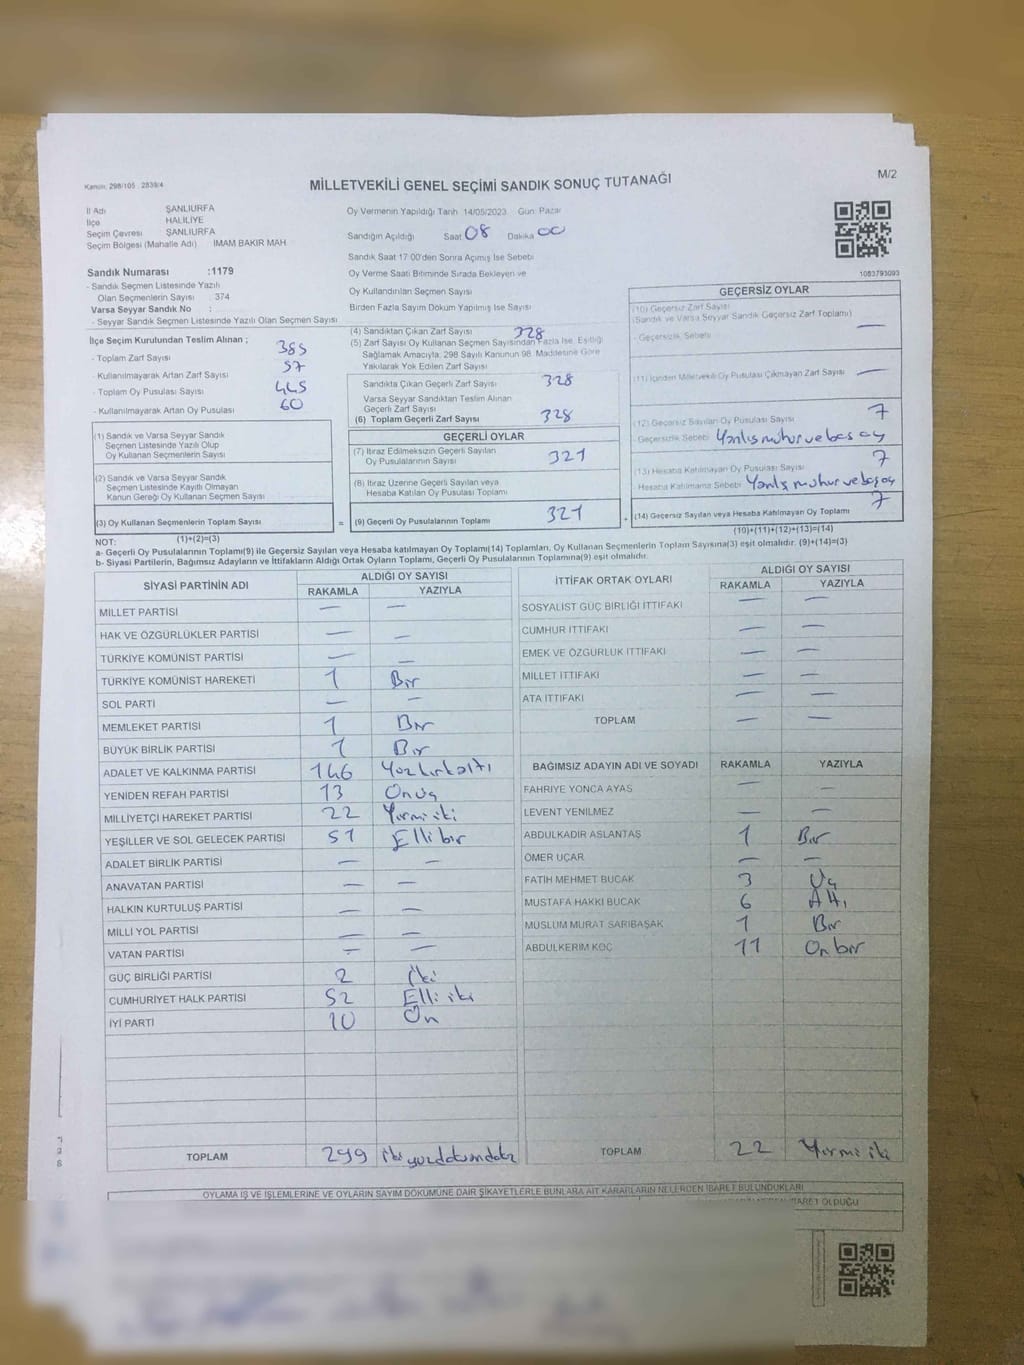 Kanun, 298/105 , 2839/4
MİLLETVEKİLİ GENEL SEÇİMİ SANDIK SONUÇ TUTANAĞI
M/2
İl Adı ŞANLIURFA
İlçe HALİLİYE
Seçim Çevresi ŞANLIURFA
Seçim Bölgesi (Mahalle Adı) İMAM BAKIR MAH
Sandık Numarası :1179
- Sandık Seçmen Listesinde Yazılı
Olan Seçmenlerin Sayısı : 374
Varsa Seyyar Sandık No :
- Seyyar Sandık Seçmen Listesinde Yazılı Olan Seçmen Sayısı
İlçe Seçim Kurulundan Teslim Alınan ;
- Toplam Zarf Sayısı 385
- Kullanılmayarak Artan Zarf Sayısı 57
- Toplam Oy Pusulası Sayısı 445
- Kullanılmayarak Artan Oy Pusulası 60
Oy Vermenin Yapıldığı Tarih 14/05/2023 Gün: Pazar
Sandığın Açıldığı Saat 08 Dakika 00
Sandık Saat 17:00'den Sonra Açımış İse Sebebi
Oy Verme Saati Bitiminde Sırada Bekleyen ve
Oy Kullandırılan Seçmen Sayısı
Birden Fazla Sayım Döküm Yapılmış İse Sayısı
(4) Sandıktan Çıkan Zarf Sayısı 328
(5) Zarf Sayısı Oy Kullanan Seçmen Sayısından Fazla İse, Eşitliği
Sağlamak Amacıyla, 298 Sayılı Kanunun 98. Maddesine Göre
Yakılarak Yok Edilen Zarf Sayısı
Sandıkta Çıkan Geçerli Zarf Sayısı 328
Varsa Seyyar Sandıktan Teslim Alınan
Geçerli Zarf Sayısı
(6) Toplam Geçerli Zarf Sayısı 328
1083793093
GEÇERSİZ OYLAR
(10) Geçersiz Zarf Sayısı
(Sandık ve Varsa Seyyar Sandık Geçersiz Zarf Toplamı) —
- Geçersizlik Sebebi
(11) İçinden Milletvekili Oy Pusulası Çıkmayan Zarf Sayısı —
(12) Geçersiz Sayılan Oy Pusulası Sayısı 7
Geçersizlik Sebebi Yanlış mühür ve boş oy
(13) Hesaba Katılmayan Oy Pusulası Sayısı 7
Hesaba Katılmama Sebebi Yanlış mühür ve boş oy
(14) Geçersiz Sayılan veya Hesaba Katılmayan Oy Toplamı 7
(10)+(11)+(12)+(13)=(14)
(1) Sandık ve Varsa Seyyar Sandık
Seçmen Listesinde Yazılı Olup
Oy Kullanan Seçmenlerin Sayısı
(2) Sandık ve Varsa Seyyar Sandık
Seçmen Listesinde Kayıtlı Olmayan
Kanun Gereği Oy Kullanan Seçmen Sayısı
(3) Oy Kullanan Seçmenlerin Toplam Sayısı =
(1)+(2)=(3)
GEÇERLİ OYLAR
(7) İtiraz Edilmeksizin Geçerli Sayılan
Oy Pusulalarının Sayısı 321
(8) İtiraz Üzerine Geçerli Sayılan veya
Hesaba Katılan Oy Pusulası Toplamı
(9) Geçerli Oy Pusulalarının Toplamı 321 +
NOT:
a- Geçerli Oy Pusulalarının Toplamı(9) ile Geçersiz Sayılan veya Hesaba katılmayan Oy Toplamı(14) Toplamları, Oy Kullanan Seçmenlerin Toplam Sayısına(3) eşit olmalıdır. (9)+(14)=(3)
b- Siyasi Partilerin, Bağımsız Adayların ve İttifakların Aldığı Ortak Oyların Toplamı, Geçerli Oy Pusulalarının Toplamına(9) eşit olmalıdır.
SİYASİ PARTİNİN ADI ALDIĞI OY SAYISI
RAKAMLA YAZIYLA
MİLLET PARTİSİ — —
HAK VE ÖZGÜRLÜKLER PARTİSİ — —
TÜRKİYE KOMÜNİST PARTİSİ — —
TÜRKİYE KOMÜNİST HAREKETİ 1 Bir
SOL PARTİ — —
MEMLEKET PARTİSİ 1 Bir
BÜYÜK BİRLİK PARTİSİ 1 Bir
ADALET VE KALKINMA PARTİSİ 146 Yüzkırkaltı
YENİDEN REFAH PARTİSİ 13 Onüç
MİLLİYETÇİ HAREKET PARTİSİ 22 Yirmi iki
YEŞİLLER VE SOL GELECEK PARTİSİ 51 Elli bir
ADALET BİRLİK PARTİSİ — —
ANAVATAN PARTİSİ — —
HALKIN KURTULUŞ PARTİSİ — —
MİLLİ YOL PARTİSİ — —
VATAN PARTİSİ — —
GÜÇ BİRLİĞİ PARTİSİ 2 İki
CUMHURİYET HALK PARTİSİ 52 Elli iki
İYİ PARTİ 10 On
TOPLAM 299 iki yüzdoksandokuz
İTTİFAK ORTAK OYLARI ALDIĞI OY SAYISI
RAKAMLA YAZIYLA
SOSYALİST GÜÇ BİRLİĞİ İTTİFAKI — —
CUMHUR İTTİFAKI — —
EMEK VE ÖZGÜRLÜK İTTİFAKI — —
MİLLET İTTİFAKI — —
ATA İTTİFAKI — —
TOPLAM — —
BAĞIMSIZ ADAYIN ADI VE SOYADI RAKAMLA YAZIYLA
FAHRİYE YONCA AYAS — —
LEVENT YENİLMEZ — —
ABDULKADİR ASLANTAŞ 1 Bir
ÖMER UÇAR — —
FATİH MEHMET BUCAK 3 Üç
MUSTAFA HAKKI BUCAK 6 Altı
MÜSLÜM MURAT SARIBAŞAK 1 Bir
ABDULKERİM KOÇ 11 Onbir
TOPLAM 22 Yirmi iki
OYLAMA İŞ VE İŞLEMLERİNE VE OYLARIN SAYIM DÖKÜMÜNE DAİR ŞİKAYETLERLE BUNLARA AİT KARARLARIN NELERDEN İBARET BULUNDUKLARI
OLDUĞU